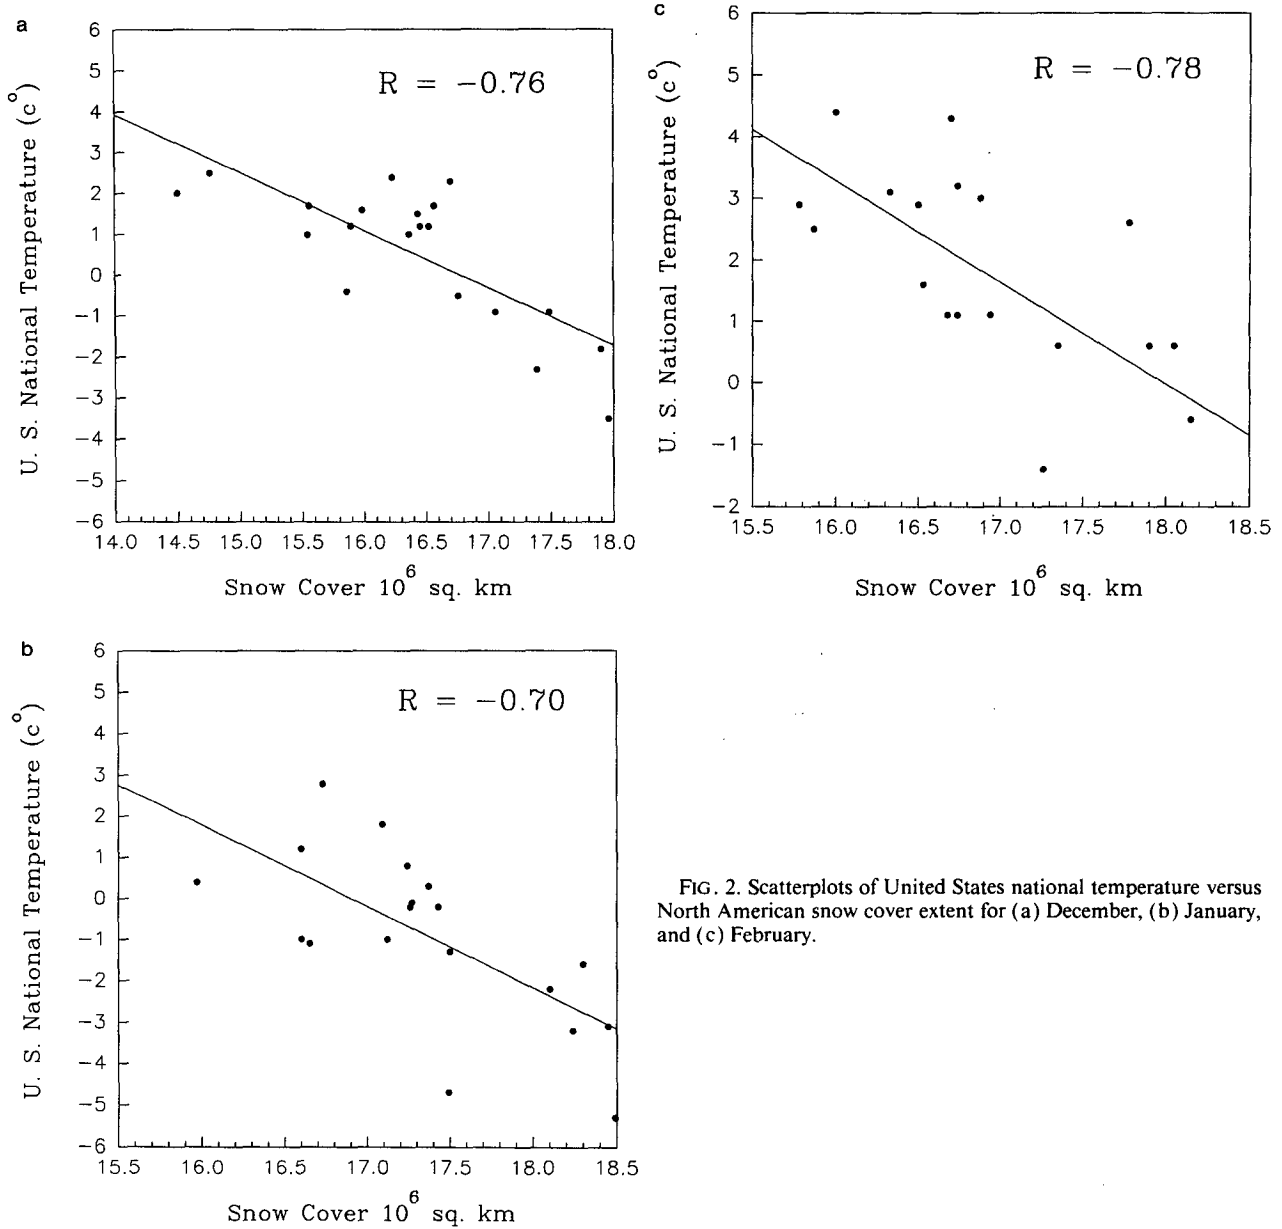 a
6
5
4
3
2
1
0
−1
−2
−3
−4
−5
−6
U. S. National Temperature (c°)
R = −0.76
14.0 14.5 15.0 15.5 16.0 16.5 17.0 17.5 18.0
Snow Cover 10⁶ sq. km
c
6
5
4
3
2
1
0
−1
−2
U. S. National Temperature (c°)
R = −0.78
15.5 16.0 16.5 17.0 17.5 18.0 18.5
Snow Cover 10⁶ sq. km
b
6
5
4
3
2
1
0
−1
−2
−3
−4
−5
−6
U. S. National Temperature (c°)
R = −0.70
15.5 16.0 16.5 17.0 17.5 18.0 18.5
Snow Cover 10⁶ sq. km
FIG. 2. Scatterplots of United States national temperature versus
North American snow cover extent for (a) December, (b) January,
and (c) February.